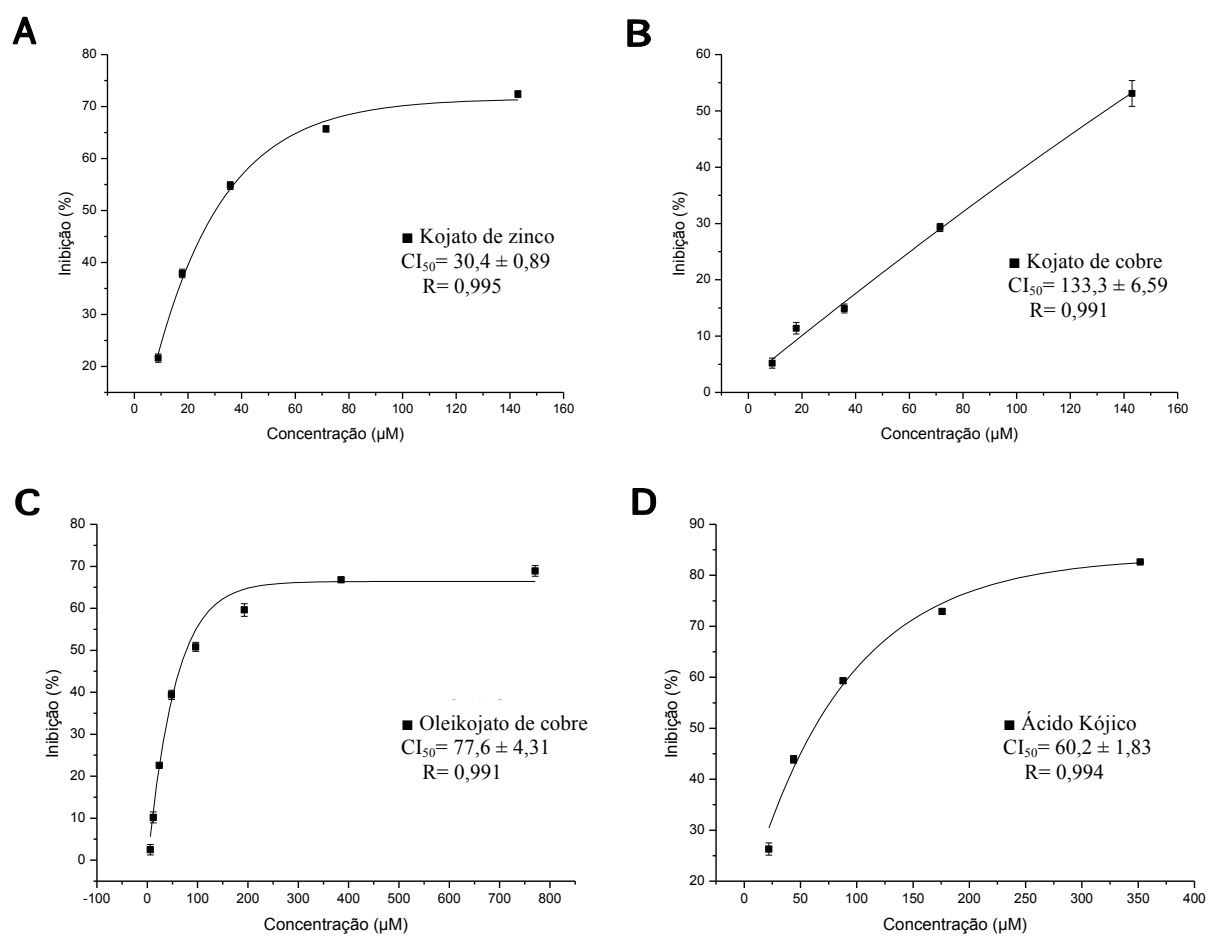 A
80
70
60
50
40
30
20
Inibição (%)
0 20 40 60 80 100 120 140 160
Concentração (µM)
■ Kojato de zinco
CI₅₀= 30,4 ± 0,89
R= 0,995
B
60
50
40
30
20
10
0
Inibição (%)
0 20 40 60 80 100 120 140 160
Concentração (µM)
■ Kojato de cobre
CI₅₀= 133,3 ± 6,59
R= 0,991
C
80
70
60
50
40
30
20
10
0
Inibição (%)
-100 0 100 200 300 400 500 600 700 800
Concentração (µM)
■ Oleikojato de cobre
CI₅₀= 77,6 ± 4,31
R= 0,991
D
90
80
70
60
50
40
30
20
Inibição (%)
0 50 100 150 200 250 300 350 400
Concentração (µM)
■ Ácido Kójico
CI₅₀= 60,2 ± 1,83
R= 0,994